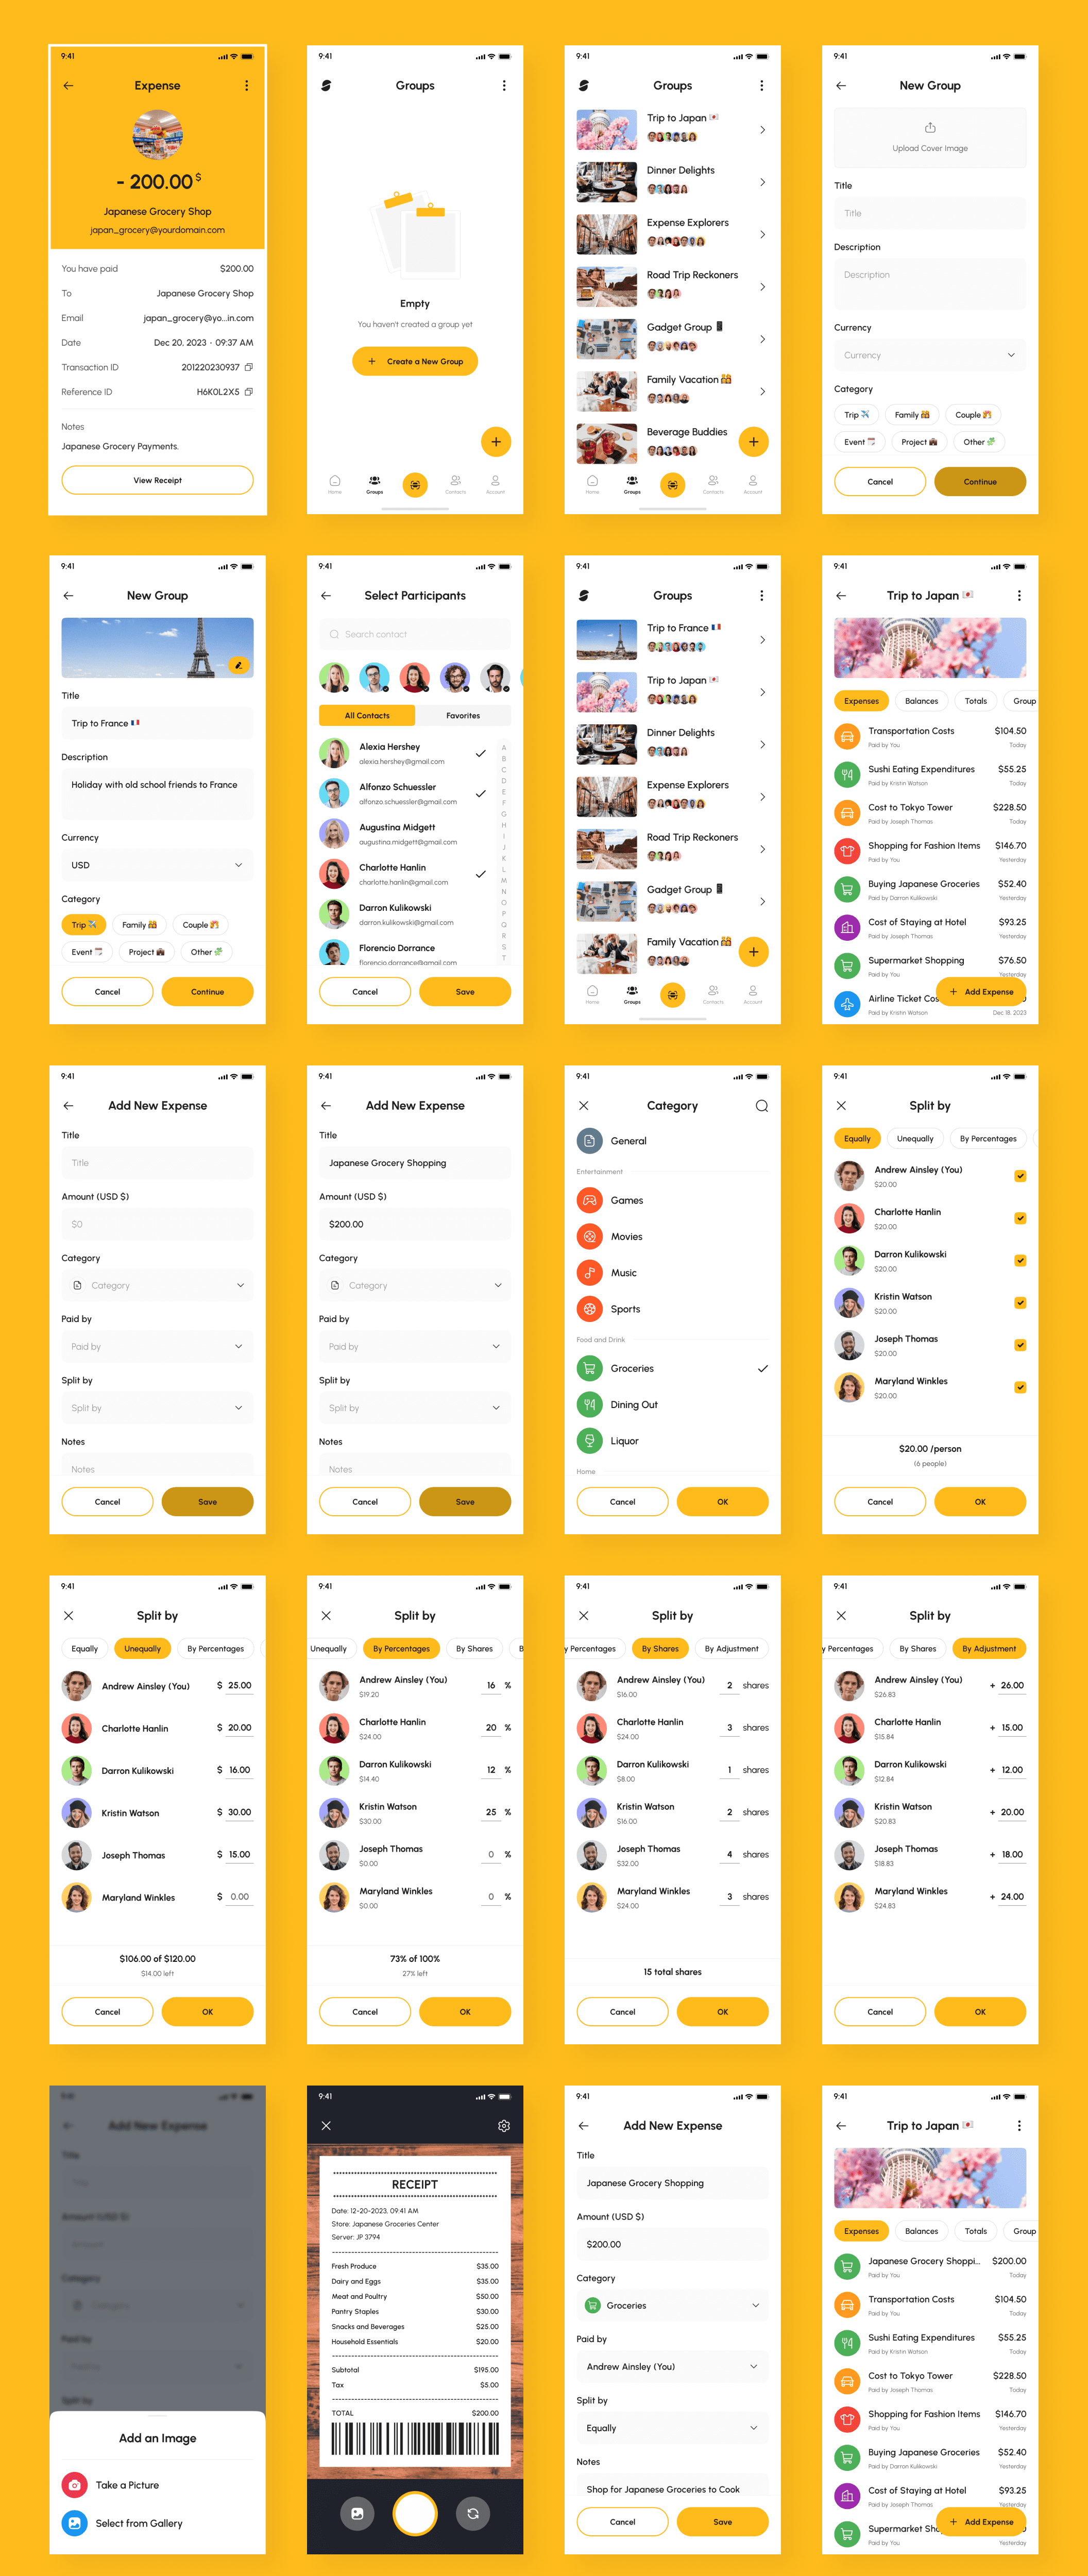 9:41
Expense
- 200.00 $
Japanese Grocery Shop
japan_grocery@yourdomain.com
You have paid $200.00
To Japanese Grocery Shop
Email japan_grocery@yo...in.com
Date Dec 20, 2023 · 09:37 AM
Transaction ID 201220230937
Reference ID H6K0L2X5
Notes
Japanese Grocery Payments.
View Receipt
9:41
Groups
Empty
You haven't created a group yet
+ Create a New Group
+
Home Groups Contacts Account
9:41
Groups
Trip to Japan 🇯🇵
Dinner Delights
Expense Explorers
Road Trip Reckoners
Gadget Group 📱
Family Vacation 👨‍👩‍👧‍👦
Beverage Buddies
+
Home Groups Contacts Account
9:41
New Group
Upload Cover Image
Title
Title
Description
Description
Currency
Currency
Category
Trip ✈️ Family 👨‍👩‍👧‍👦 Couple 💏
Event 🗓️ Project 💼 Other 🌿
Cancel Continue
9:41
New Group
Title
Trip to France 🇫🇷
Description
Holiday with old school friends to France
Currency
USD
Category
Trip ✈️ Family 👨‍👩‍👧‍👦 Couple 💏
Event 🗓️ Project 💼 Other 🌿
Cancel Continue
9:41
Select Participants
Search contact
All Contacts Favorites
Alexia Hershey
alexia.hershey@gmail.com
Alfonzo Schuessler
alfonzo.schuessler@gmail.com
Augustina Midgett
augustina.midgett@gmail.com
Charlotte Hanlin
charlotte.hanlin@gmail.com
Darron Kulikowski
darron.kulikowski@gmail.com
Florencio Dorrance
florencio.dorrance@gmail.com
A
B
C
D
E
F
G
H
I
J
K
L
M
N
O
P
Q
R
S
T
Cancel Save
9:41
Groups
Trip to France 🇫🇷
Trip to Japan 🇯🇵
Dinner Delights
Expense Explorers
Road Trip Reckoners
Gadget Group 📱
Family Vacation 👨‍👩‍👧‍👦
+
Home Groups Contacts Account
9:41
Trip to Japan 🇯🇵
Expenses Balances Totals Group
Transportation Costs $104.50
Paid by You Today
Sushi Eating Expenditures $55.25
Paid by Kristin Watson Today
Cost to Tokyo Tower $228.50
Paid by Joseph Thomas Today
Shopping for Fashion Items $146.70
Paid by You Yesterday
Buying Japanese Groceries $52.40
Paid by Darron Kulikowski Yesterday
Cost of Staying at Hotel $93.25
Paid by Joseph Thomas Yesterday
Supermarket Shopping $76.50
Paid by You Yesterday
Airline Ticket Cos
Paid by Kristin Watson Dec 18, 2023
+ Add Expense
9:41
Add New Expense
Title
Title
Amount (USD $)
$0
Category
Category
Paid by
Paid by
Split by
Split by
Notes
Notes
Cancel Save
9:41
Add New Expense
Title
Japanese Grocery Shopping
Amount (USD $)
$200.00
Category
Category
Paid by
Paid by
Split by
Split by
Notes
Notes
Cancel Save
9:41
Category
General
Entertainment
Games
Movies
Music
Sports
Food and Drink
Groceries
Dining Out
Liquor
Home
Cancel OK
9:41
Split by
Equally Unequally By Percentages
Andrew Ainsley (You)
$20.00
Charlotte Hanlin
$20.00
Darron Kulikowski
$20.00
Kristin Watson
$20.00
Joseph Thomas
$20.00
Maryland Winkles
$20.00
$20.00 /person
(6 people)
Cancel OK
9:41
Split by
Equally Unequally By Percentages
Andrew Ainsley (You) $ 25.00
Charlotte Hanlin $ 20.00
Darron Kulikowski $ 16.00
Kristin Watson $ 30.00
Joseph Thomas $ 15.00
Maryland Winkles $ 0.00
$106.00 of $120.00
$14.00 left
Cancel OK
9:41
Split by
Unequally By Percentages By Shares B
Andrew Ainsley (You) 16 %
$19.20
Charlotte Hanlin 20 %
$24.00
Darron Kulikowski 12 %
$14.40
Kristin Watson 25 %
$30.00
Joseph Thomas 0 %
$0.00
Maryland Winkles 0 %
$0.00
73% of 100%
27% left
Cancel OK
9:41
Split by
y Percentages By Shares By Adjustment
Andrew Ainsley (You) 2 shares
$16.00
Charlotte Hanlin 3 shares
$24.00
Darron Kulikowski 1 shares
$8.00
Kristin Watson 2 shares
$16.00
Joseph Thomas 4 shares
$32.00
Maryland Winkles 3 shares
$24.00
15 total shares
Cancel OK
9:41
Split by
y Percentages By Shares By Adjustment
Andrew Ainsley (You) + 26.00
$26.83
Charlotte Hanlin + 15.00
$15.84
Darron Kulikowski + 12.00
$12.84
Kristin Watson + 20.00
$20.83
Joseph Thomas + 18.00
$18.83
Maryland Winkles + 24.00
$24.83
Cancel OK
9:41
Add New Expense
Title
Title
Amount (USD $)
Amount
Category
Category
Paid by
Paid by
Split by
Add an Image
Take a Picture
Select from Gallery
9:41
RECEIPT
Date: 12-20-2023, 09:41 AM
Store: Japanese Groceries Center
Server: JP 3794
Fresh Produce $35.00
Dairy and Eggs $35.00
Meat and Poultry $50.00
Pantry Staples $30.00
Snacks and Beverages $25.00
Household Essentials $20.00
Subtotal $195.00
Tax $5.00
TOTAL $200.00
9:41
Add New Expense
Title
Japanese Grocery Shopping
Amount (USD $)
$200.00
Category
Groceries
Paid by
Andrew Ainsley (You)
Split by
Equally
Notes
Shop for Japanese Groceries to Cook
Cancel Save
9:41
Trip to Japan 🇯🇵
Expenses Balances Totals Group
Japanese Grocery Shoppi... $200.00
Paid by You Today
Transportation Costs $104.50
Paid by You Today
Sushi Eating Expenditures $55.25
Paid by Kristin Watson Today
Cost to Tokyo Tower $228.50
Paid by Joseph Thomas Today
Shopping for Fashion Items $146.70
Paid by You Yesterday
Buying Japanese Groceries $52.40
Paid by Darron Kulikowski Yesterday
Cost of Staying at Hotel $93.25
Paid by Joseph Thomas Yesterday
Supermarket Sho
Paid by You Yesterday
+ Add Expense